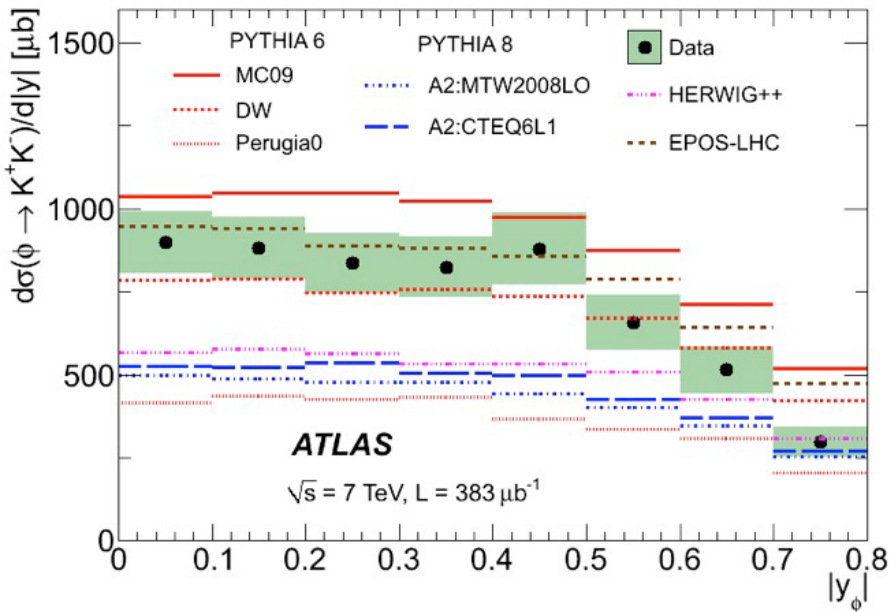 dσ(ϕ → K⁺K⁻)/d|y| [μb]
1500
1000
500
0
PYTHIA 6
MC09
DW
Perugia0
PYTHIA 8
A2:MTW2008LO
A2:CTEQ6L1
Data
HERWIG++
EPOS-LHC
ATLAS
√s = 7 TeV, L = 383 μb⁻¹
0 0.1 0.2 0.3 0.4 0.5 0.6 0.7 0.8
|y_ϕ|